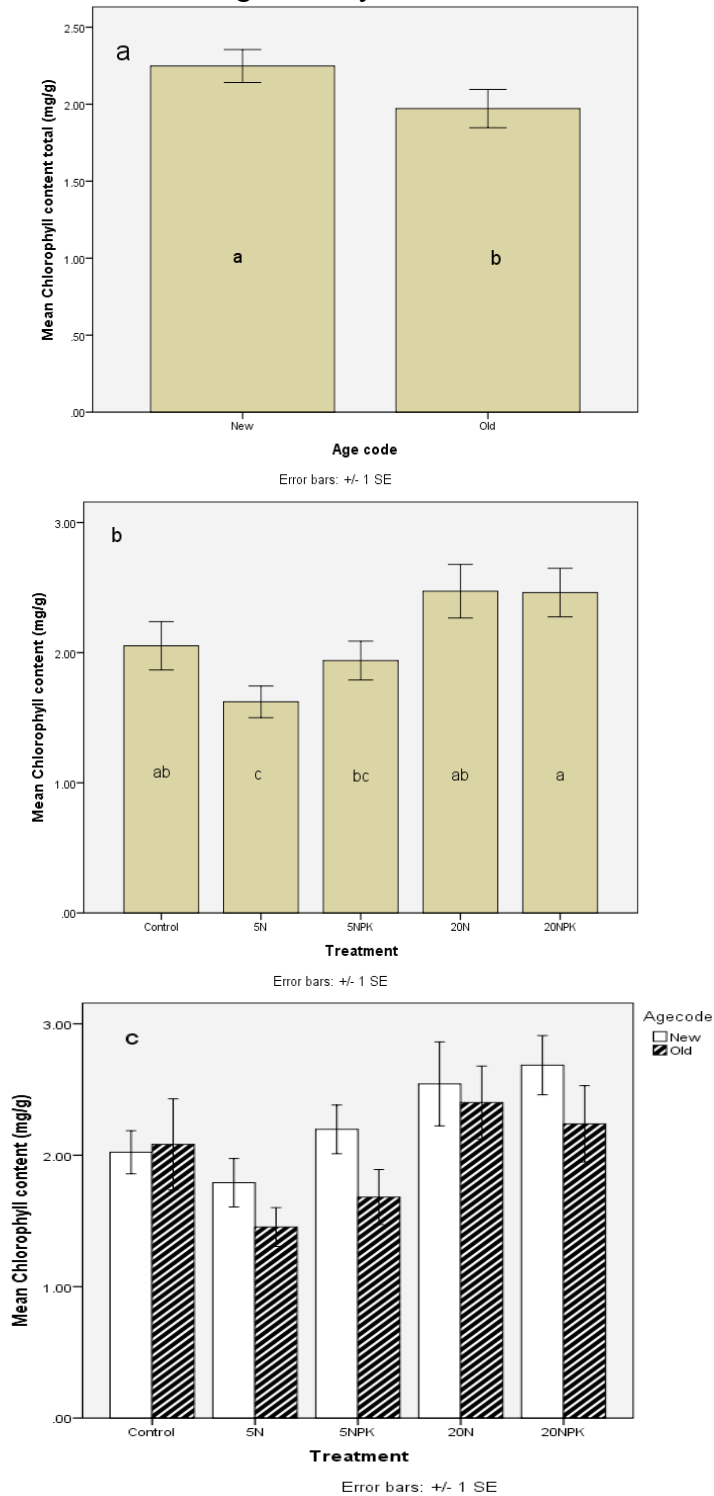 a
2.50
2.00
1.50
1.00
.50
.00
Mean Chlorophyll content total (mg/g)
a
b
New
Old
Age code
Error bars: +/- 1 SE
b
3.00
2.00
1.00
.00
Mean Chlorophyll content (mg/g)
ab
c
bc
ab
a
Control
5N
5NPK
20N
20NPK
Treatment
Error bars: +/- 1 SE
c
3.00
2.00
1.00
.00
Mean Chlorophyll content (mg/g)
Agecode
New
Old
Control
5N
5NPK
20N
20NPK
Treatment
Error bars: +/- 1 SE